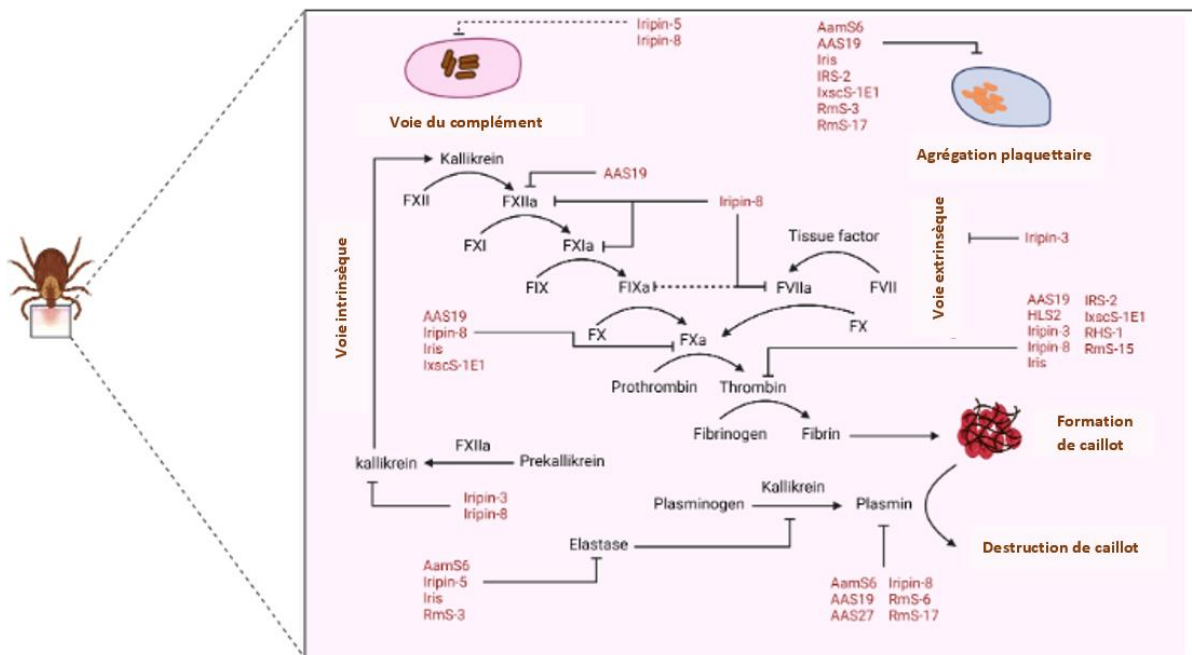 Iripin-5
Iripin-8
Voie du complément
AamS6
AAS19
Iris
IRS-2
IxscS-1E1
RmS-3
RmS-17
Agrégation plaquettaire
Kallikrein
AAS19
FXII
FXIIa
Iripin-8
FXI
FXIa
Tissue factor
Iripin-3
Voie intrinsèque
Voie extrinsèque
FIX
FIXa
FVIIa
FVII
AAS19
Iripin-8
Iris
IxscS-1E1
FX
FXa
FX
AAS19 IRS-2
HLS2 IxscS-1E1
Iripin-3 RHS-1
Iripin-8 RmS-15
Iris
Prothrombin
Thrombin
Fibrinogen
Fibrin
Formation
de caillot
FXIIa
kallikrein
Prekallikrein
Iripin-3
Iripin-8
Kallikrein
Plasminogen
Plasmin
Elastase
Destruction de caillot
AamS6
Iripin-5
Iris
RmS-3
AamS6 Iripin-8
AAS19 RmS-6
AAS27 RmS-17